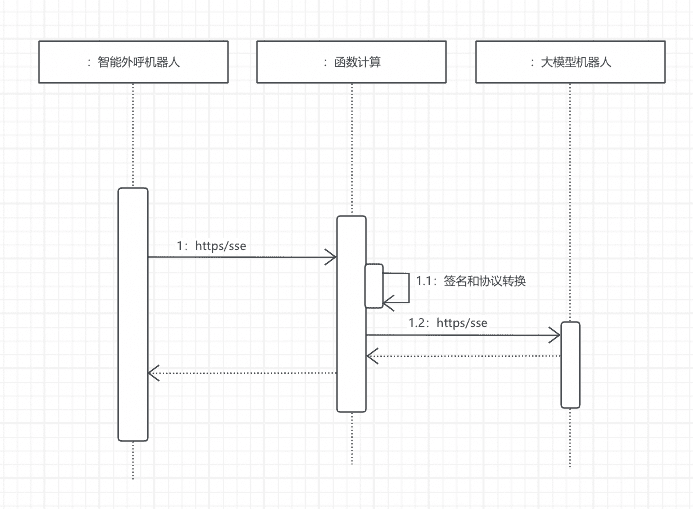 ：智能外呼机器人
：函数计算
：大模型机器人
1：https/sse
1.1：签名和协议转换
1.2：https/sse